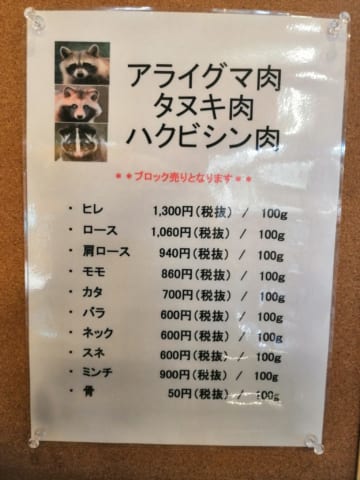 アライグマ肉
タヌキ肉
ハクビシン肉
**ブロック売りとなります**
・ ヒレ 1,300円(税抜) / 100g
・ ロース 1,060円(税抜) / 100g
・ 肩ロース 940円(税抜) / 100g
・ モモ 860円(税抜) / 100g
・ カタ 700円(税抜) / 100g
・ バラ 600円(税抜) / 100g
・ ネック 600円(税抜) / 100g
・ スネ 600円(税抜) / 100g
・ ミンチ 900円(税抜) / 100g
・ 骨 50円(税抜) / 100g